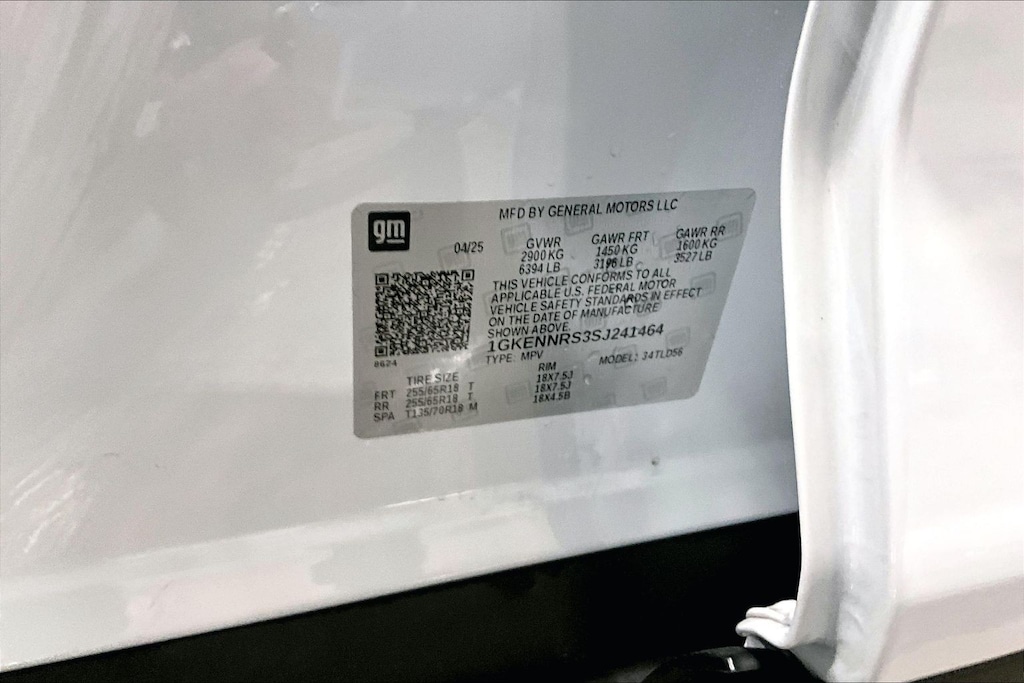 gm
MFD BY GENERAL MOTORS LLC
04/25
GVWR GAWR FRT GAWR RR
2900 KG 1450 KG 1600 KG
6394 LB 3196 LB 3527 LB
THIS VEHICLE CONFORMS TO ALL
APPLICABLE U.S. FEDERAL MOTOR
VEHICLE SAFETY STANDARDS IN EFFECT
ON THE DATE OF MANUFACTURE
SHOWN ABOVE.
1GKENNRS3SJ241464
TYPE: MPV MODEL: 34TLD56
8624
TIRE SIZE RIM
FRT 255/65R18 T 18X7.5J
RR 255/65R18 T 18X7.5J
SPA T135/70R18 M 18X4.5B